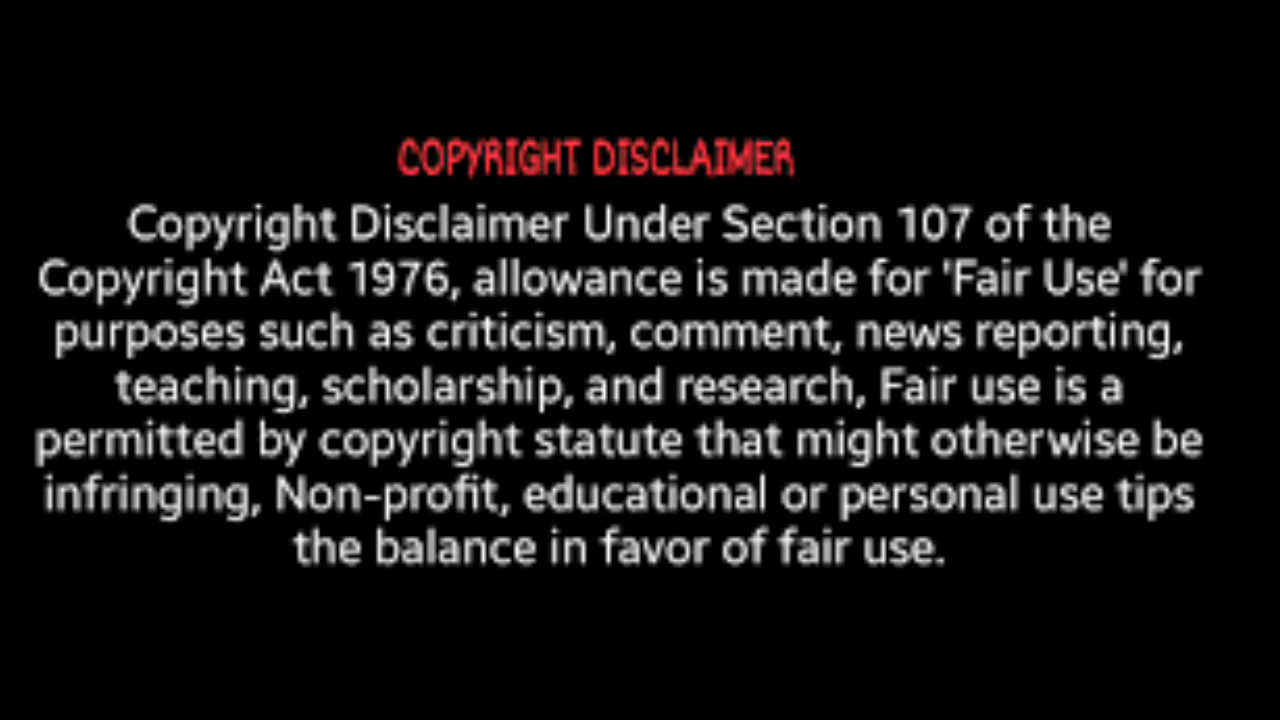 COPYRIGHT DISCLAIMER
Copyright Disclaimer Under Section 107 of the
Copyright Act 1976, allowance is made for 'Fair Use' for
purposes such as criticism, comment, news reporting,
teaching, scholarship, and research, Fair use is a
permitted by copyright statute that might otherwise be
infringing, Non-profit, educational or personal use tips
the balance in favor of fair use.